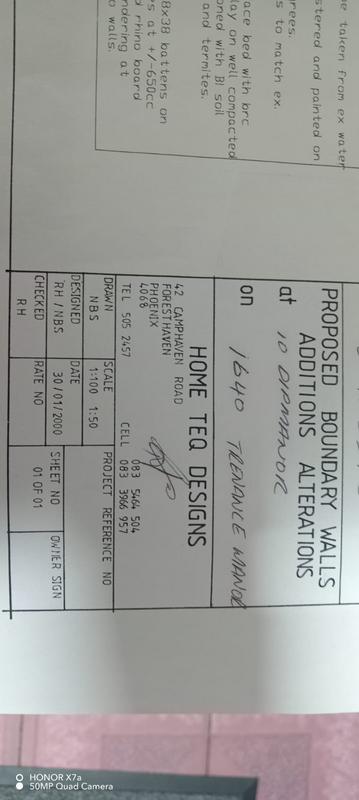 e taken from ex water
stered and painted on
rees.
s to match ex.
ace bed with brc
lay on well compacted
oned with BI soil
and termites.
8x38 battens on
s at +/-650cc
d rhino board
ndering at
o walls.
PROPOSED BOUNDARY WALLS
ADDITIONS ALTERATIONS
at 10 DIPMANOR
on 1640 TRENANCE MANOR
HOME TEQ DESIGNS
42 CAMPHAVEN ROAD
FORESTHAVEN
PHOENIX
4068
TEL 505 2457
CELL 083 5464 504
083 3966 957
DRAWN
NBS
SCALE
1:100 1:50
PROJECT REFERENCE NO
DESIGNED
RH / NBS
DATE
30/01/2000
SHEET NO
01 OF 01
OWNER SIGN
CHECKED
RH
RATE NO
HONOR X7a
50MP Quad Camera